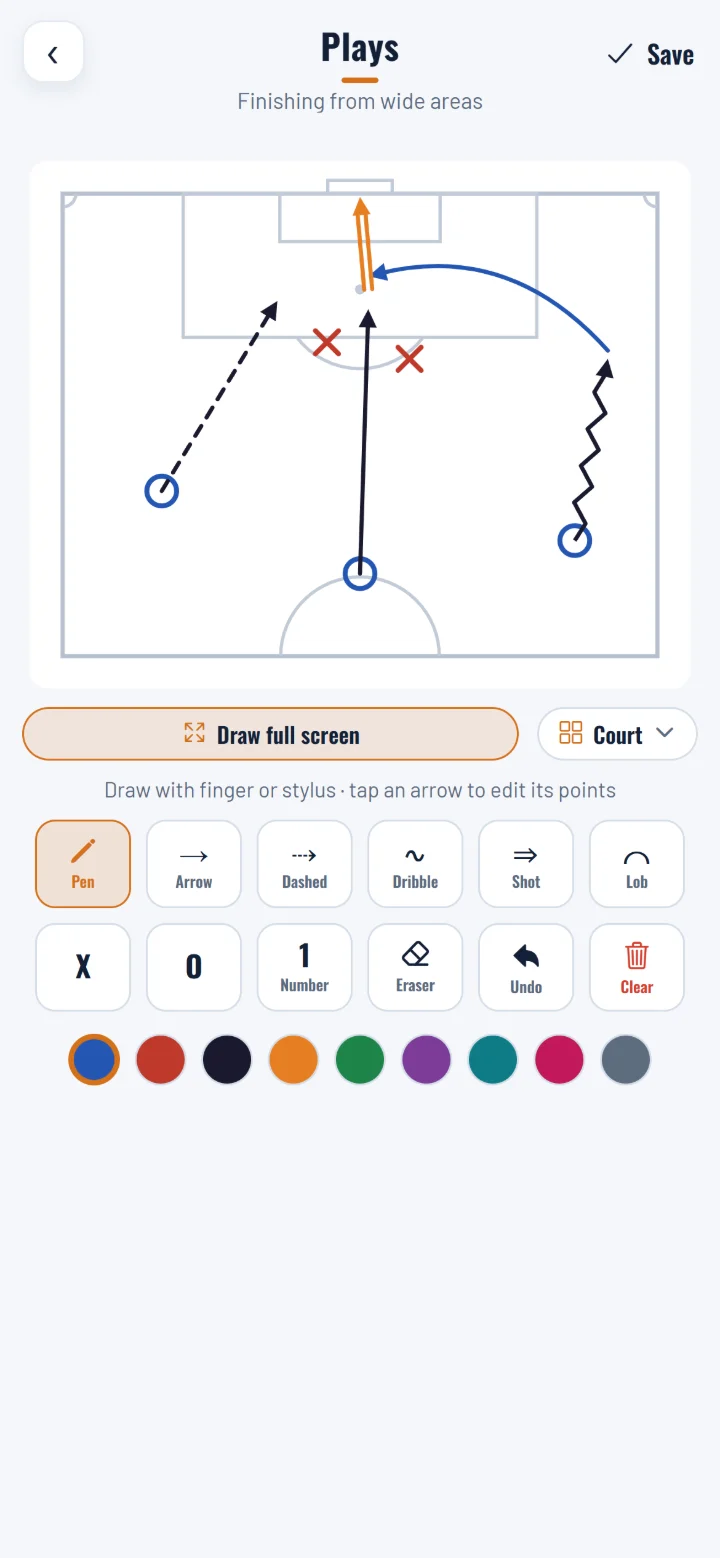 Plays
Save
Finishing from wide areas
Draw full screen
Court
Draw with finger or stylus · tap an arrow to edit its points
Pen
Arrow
Dashed
Dribble
Shot
Lob
X
O
1
Number
Eraser
Undo
Clear